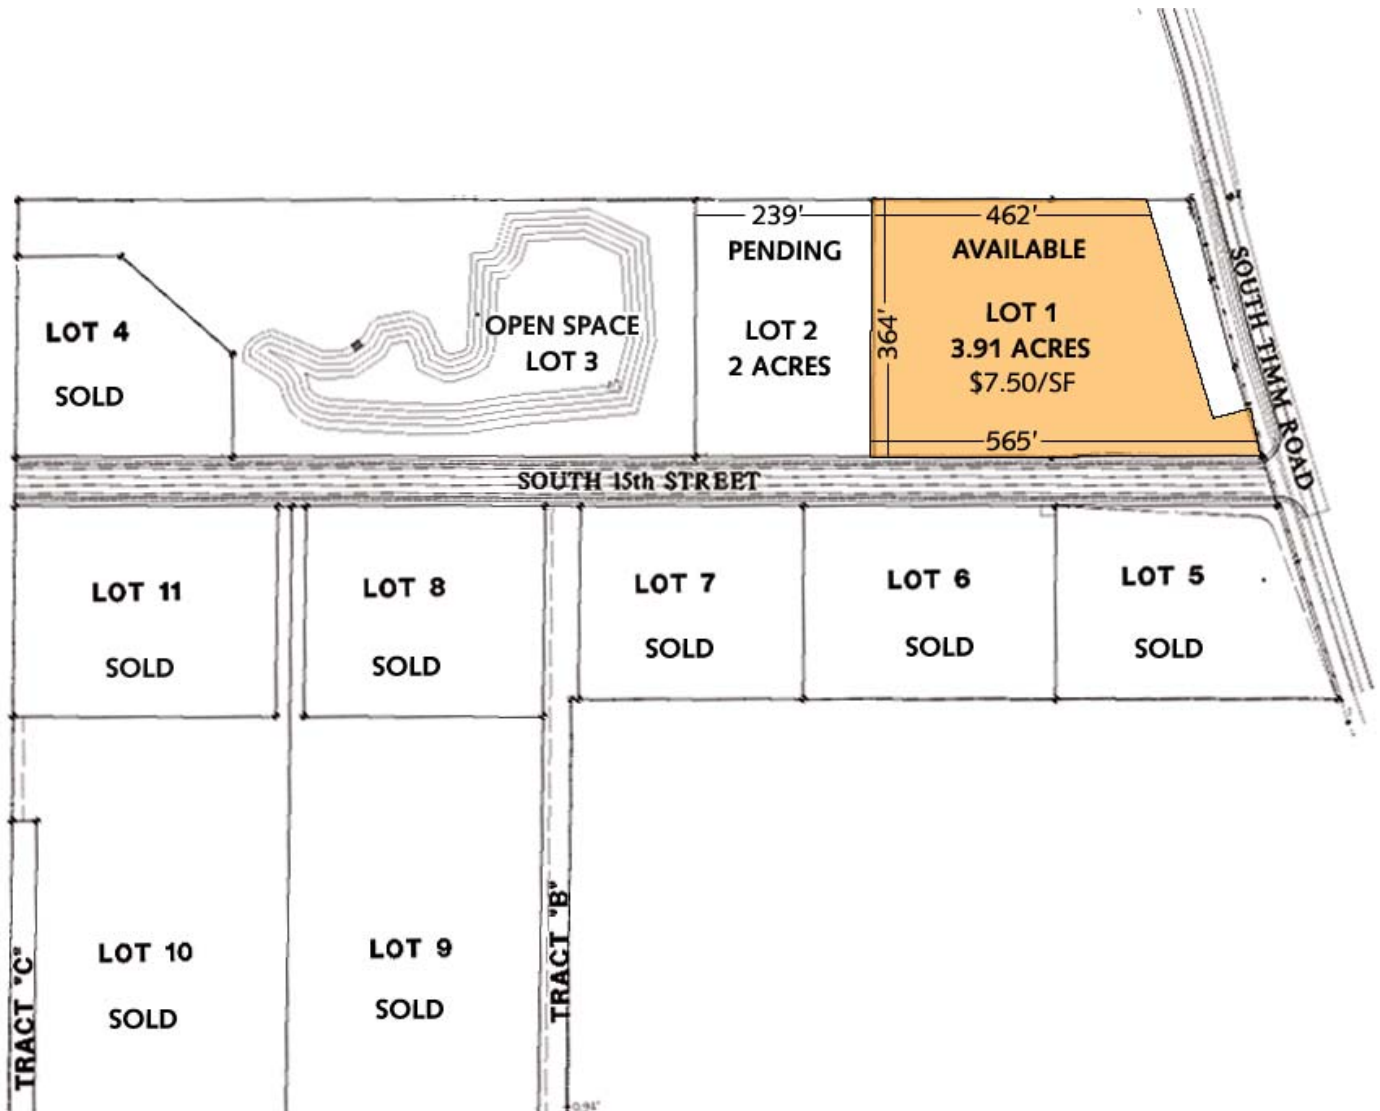 239'
462'
PENDING
AVAILABLE
LOT 4
SOLD
OPEN SPACE
LOT 3
LOT 2
2 ACRES
364'
LOT 1
3.91 ACRES
$7.50/SF
565'
SOUTH TIMM ROAD
SOUTH 15th STREET
LOT 11
SOLD
LOT 8
SOLD
LOT 7
SOLD
LOT 6
SOLD
LOT 5
SOLD
TRACT "C"
LOT 10
SOLD
LOT 9
SOLD
TRACT "B"
0.91'